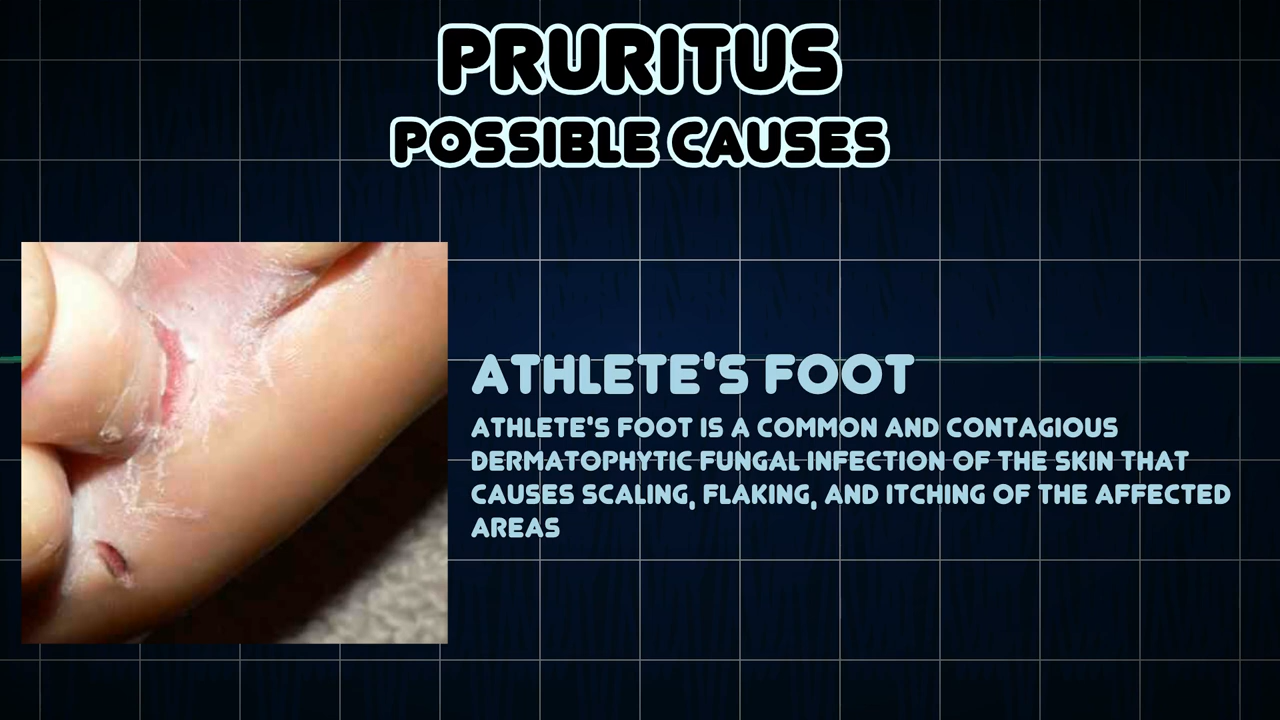 PRURITUS
POSSIBLE CAUSES
ATHLETE'S FOOT
ATHLETE'S FOOT IS A COMMON AND CONTAGIOUS
DERMATOPHYTIC FUNGAL INFECTION OF THE SKIN THAT
CAUSES SCALING, FLAKING, AND ITCHING OF THE AFFECTED
AREAS